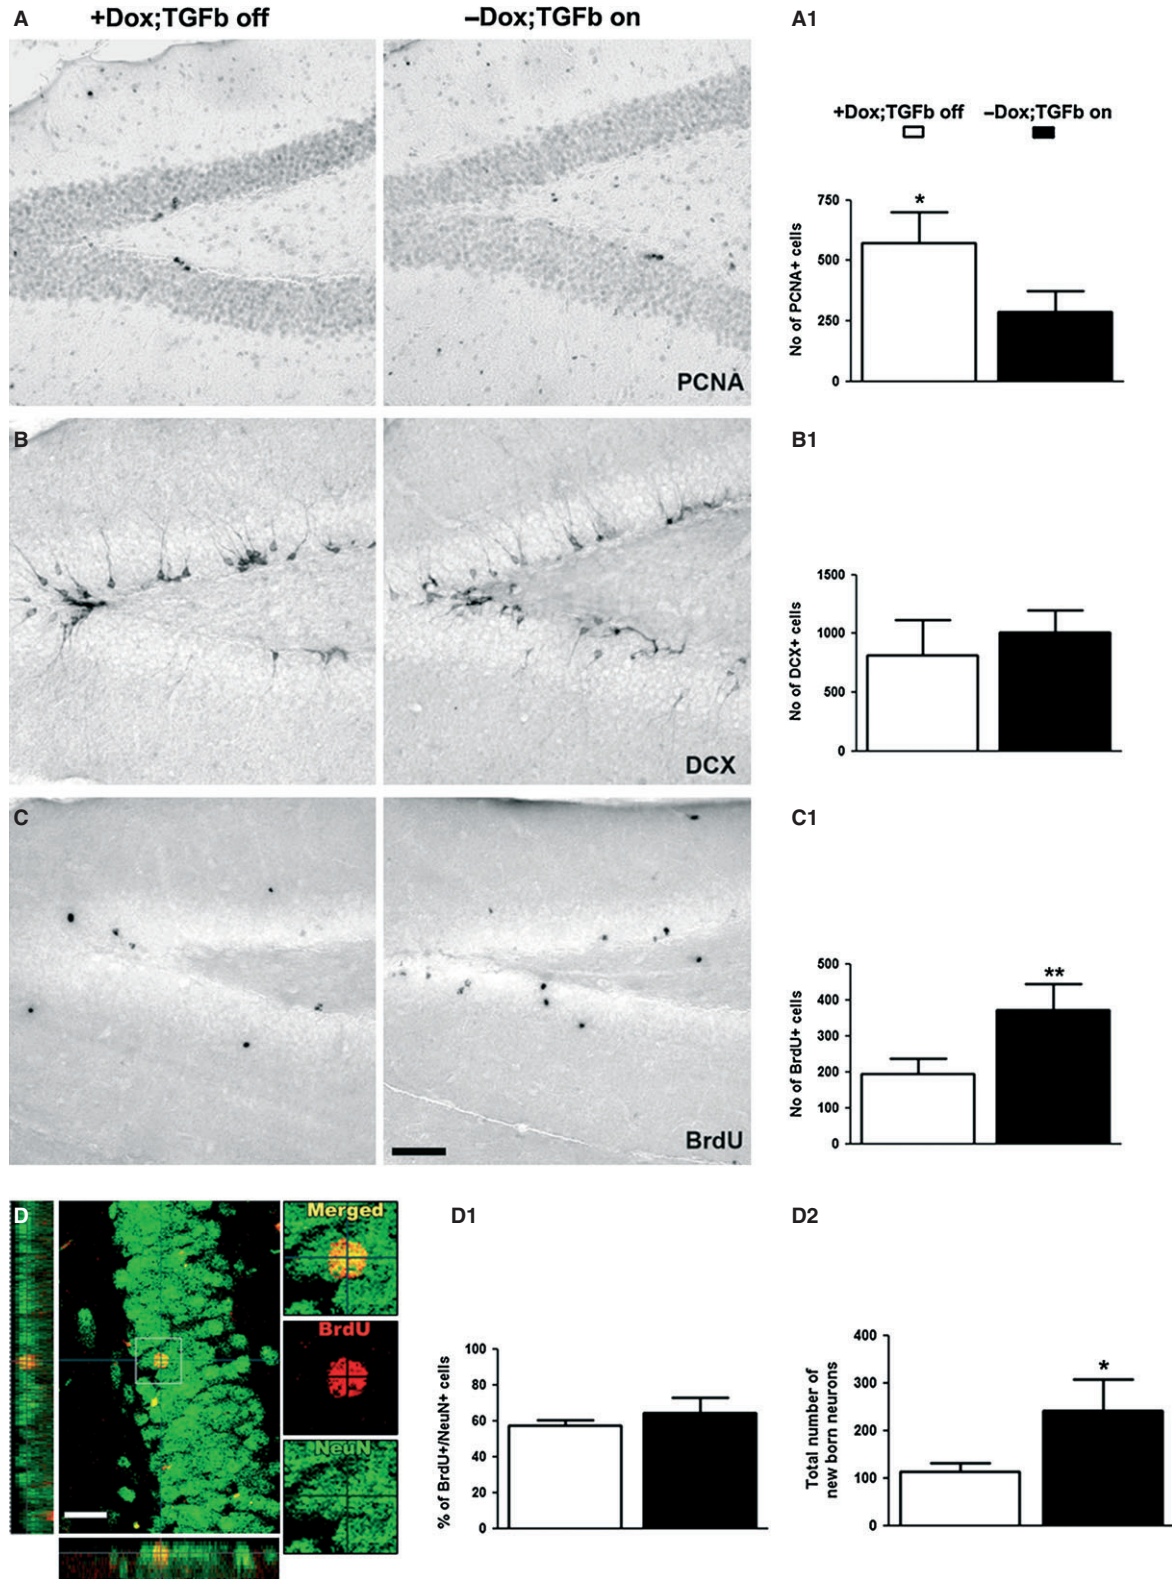 A +Dox;TGFb off –Dox;TGFb on A1
+Dox;TGFb off –Dox;TGFb on
PCNA
No of PCNA+ cells
750
500
250
0
*
B B1
DCX
No of DCX+ cells
1500
1000
500
0
C C1
BrdU
No of BrdU+ cells
500
400
300
200
100
0
**
D
Merged
BrdU
NeuN
D1
% of BrdU+/NeuN+ cells
100
80
60
40
20
0
D2
Total number of
new born neurons
400
300
200
100
0
*